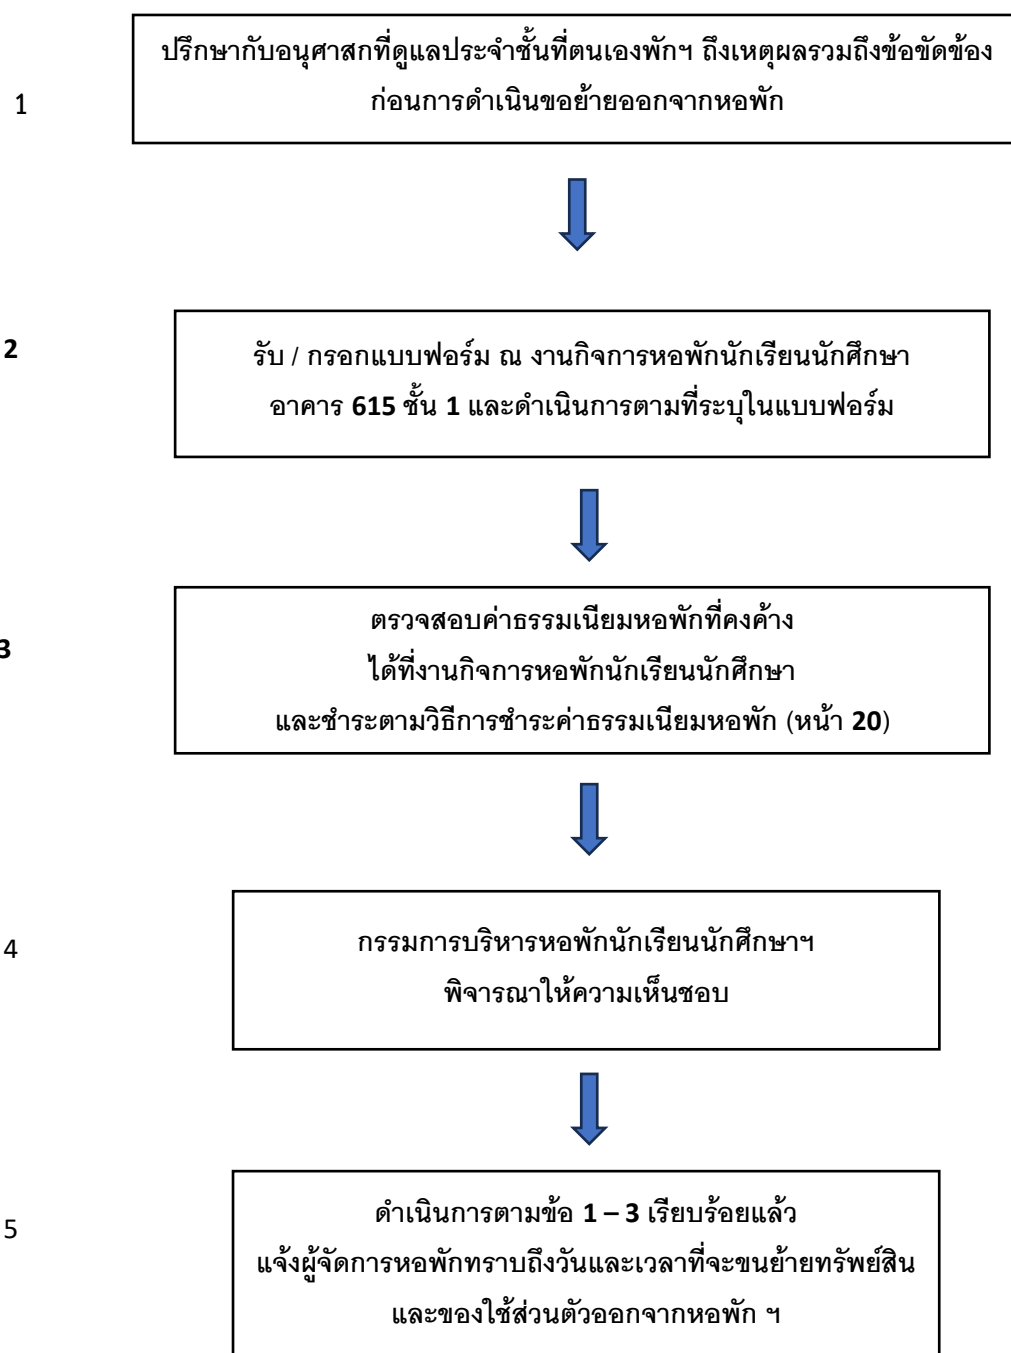 1
ปรึกษากับอนุศาสกที่ดูแลประจำชั้นที่ตนเองพักฯ ถึงเหตุผลรวมถึงข้อขัดข้อง
ก่อนการดำเนินขอย้ายออกจากหอพัก
2
รับ / กรอกแบบฟอร์ม ณ งานกิจการหอพักนักเรียนนักศึกษา
อาคาร 615 ชั้น 1 และดำเนินการตามที่ระบุในแบบฟอร์ม
3
ตรวจสอบค่าธรรมเนียมหอพักที่คงค้าง
ได้ที่งานกิจการหอพักนักเรียนนักศึกษา
และชำระตามวิธีการชำระค่าธรรมเนียมหอพัก (หน้า 20)
4
กรรมการบริหารหอพักนักเรียนนักศึกษาฯ
พิจารณาให้ความเห็นชอบ
5
ดำเนินการตามข้อ 1 – 3 เรียบร้อยแล้ว
แจ้งผู้จัดการหอพักทราบถึงวันและเวลาที่จะขนย้ายทรัพย์สิน
และของใช้ส่วนตัวออกจากหอพัก ฯ